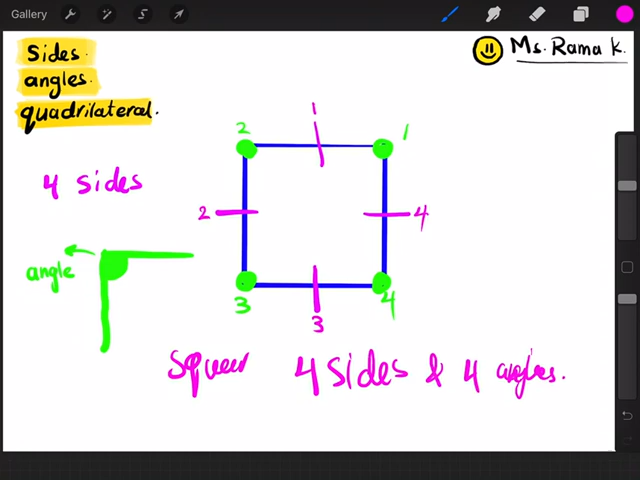 Gallery
Sides.
angles.
quadrilateral.
Ms. Rama K.
1
2
1
4 sides
2
4
angle
3
4
3
4 sides & 4 angles.